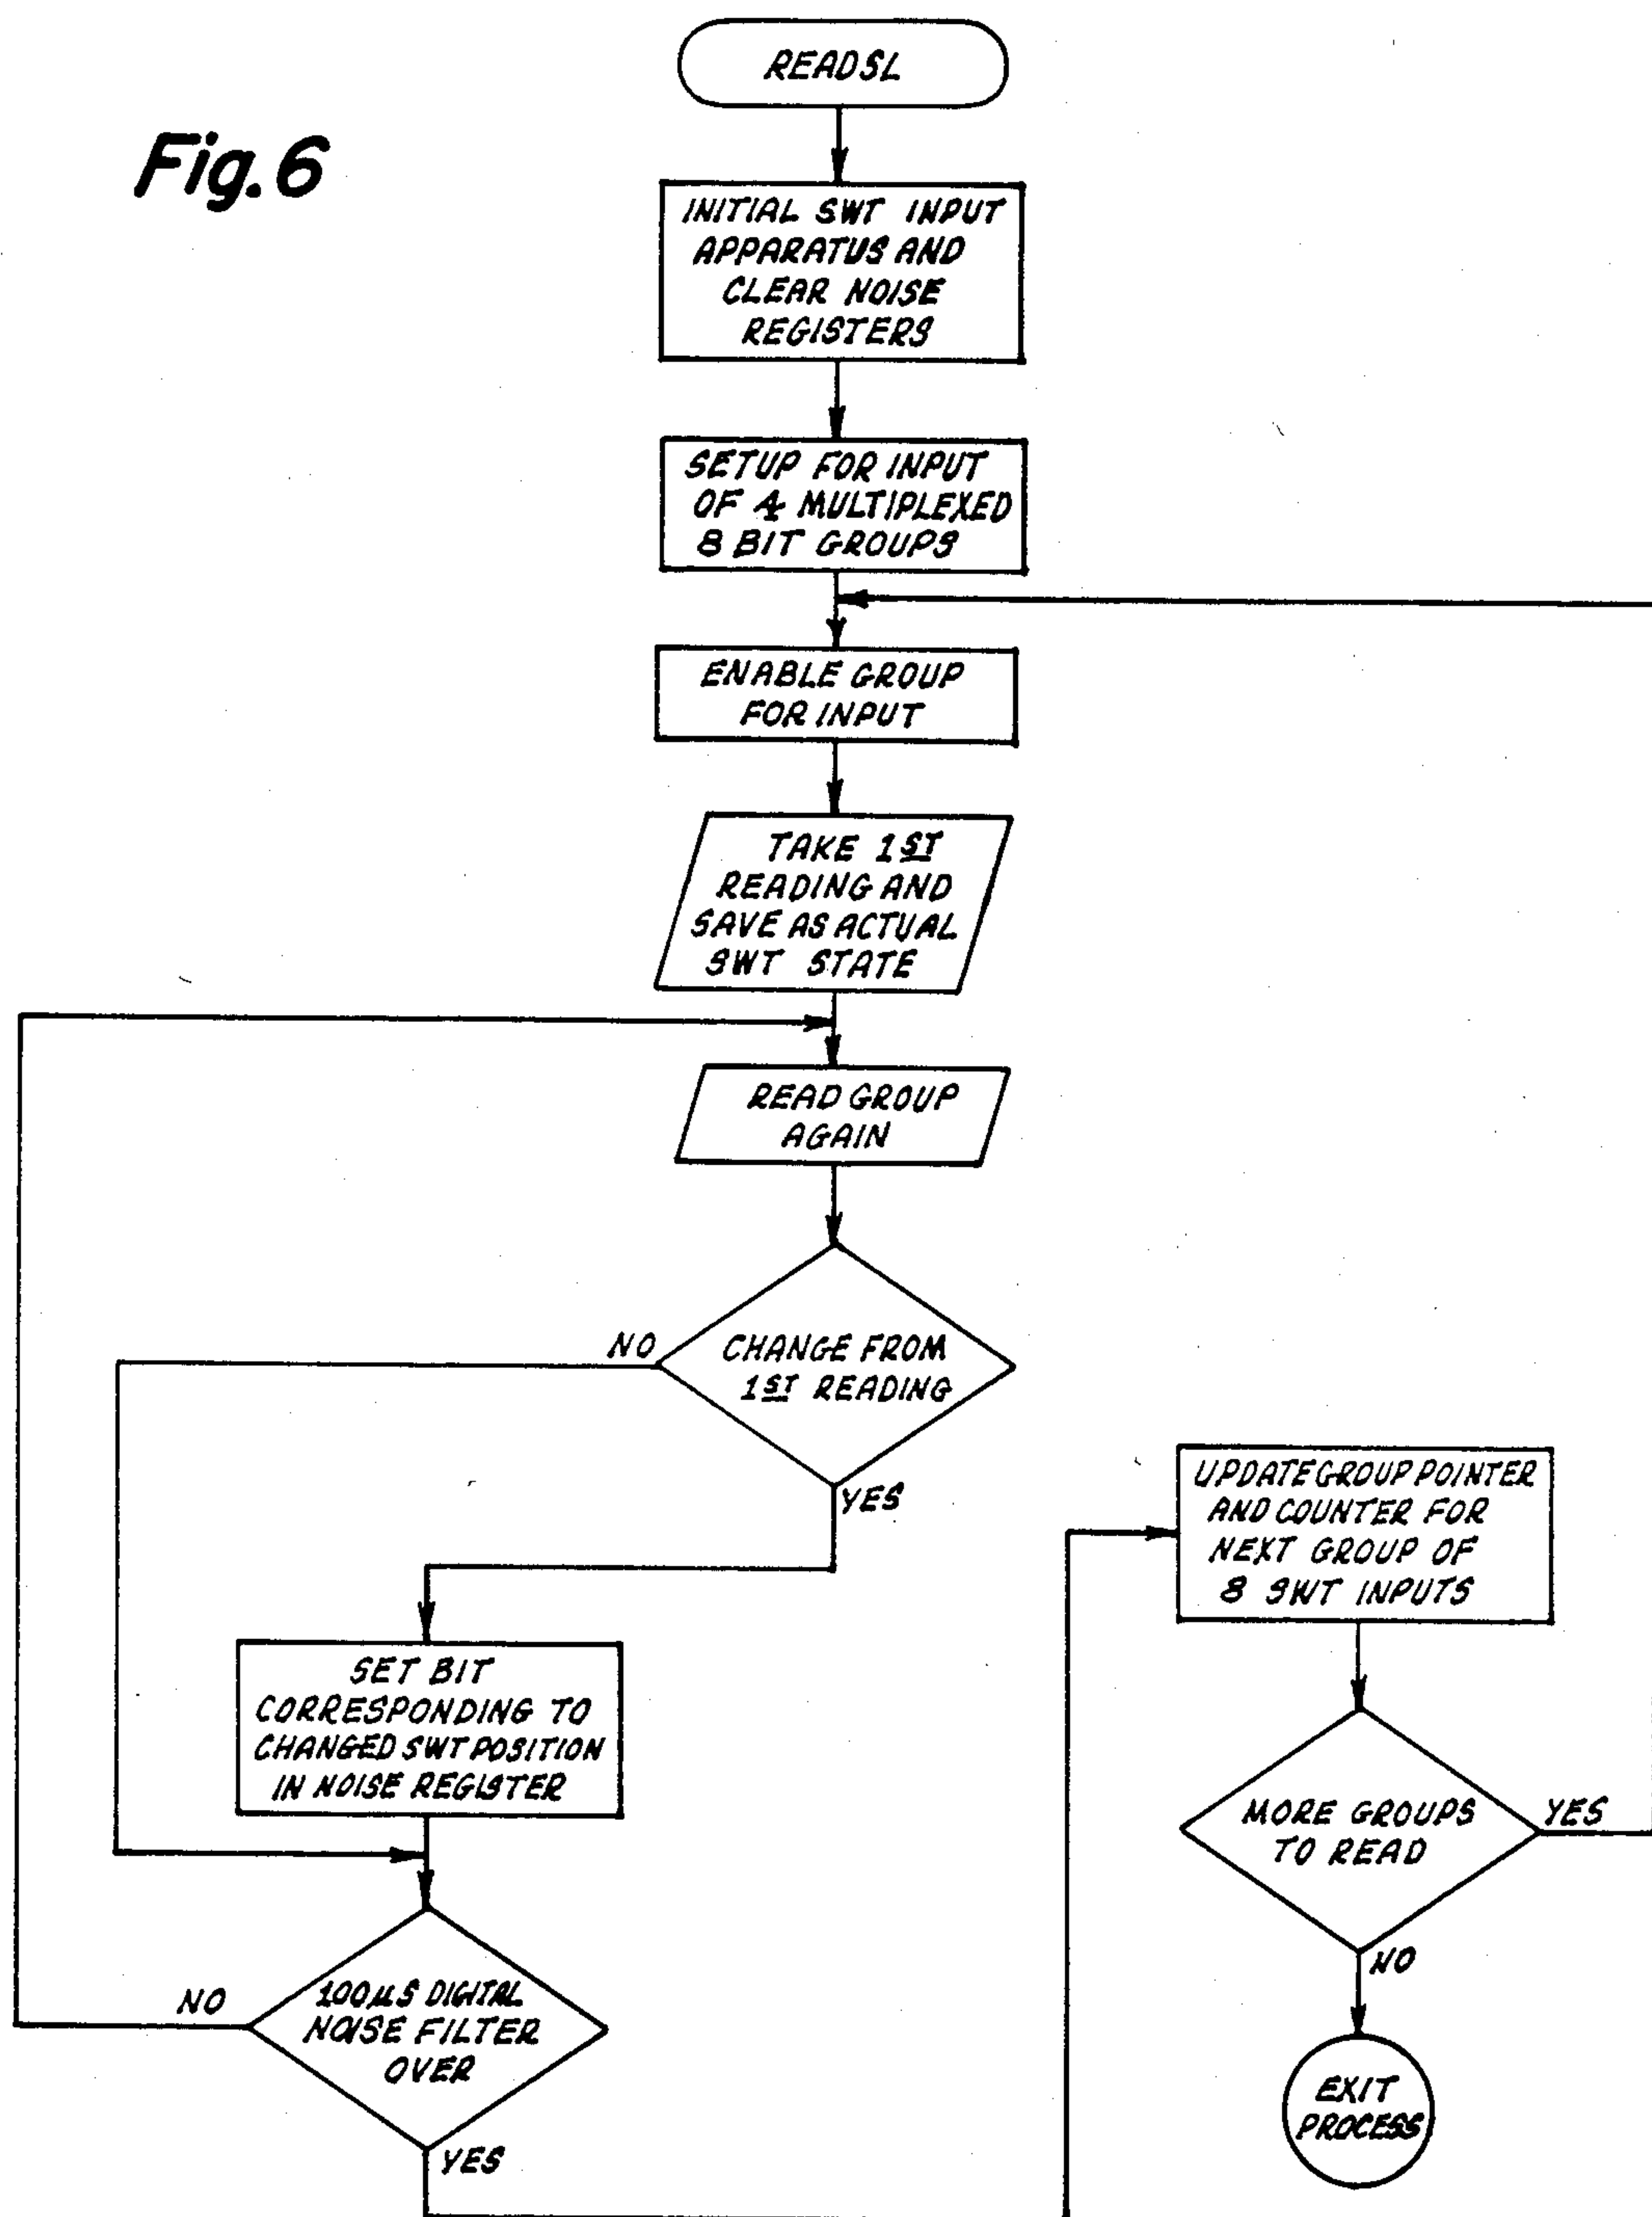 Fig. 6
READSL
INITIAL SWT INPUT
APPARATUS AND
CLEAR NOISE
REGISTERS
SETUP FOR INPUT
OF 4 MULTIPLEXED
8 BIT GROUPS
ENABLE GROUP
FOR INPUT
TAKE 1ST
READING AND
SAVE AS ACTUAL
SWT STATE
READ GROUP
AGAIN
NO
CHANGE FROM
1ST READING
YES
SET BIT
CORRESPONDING TO
CHANGED SWT POSITION
IN NOISE REGISTER
NO
100 µS DIGITAL
NOISE FILTER
OVER
YES
UPDATE GROUP POINTER
AND COUNTER FOR
NEXT GROUP OF
8 SWT INPUTS
MORE GROUPS
TO READ
YES
NO
EXIT
PROCESS